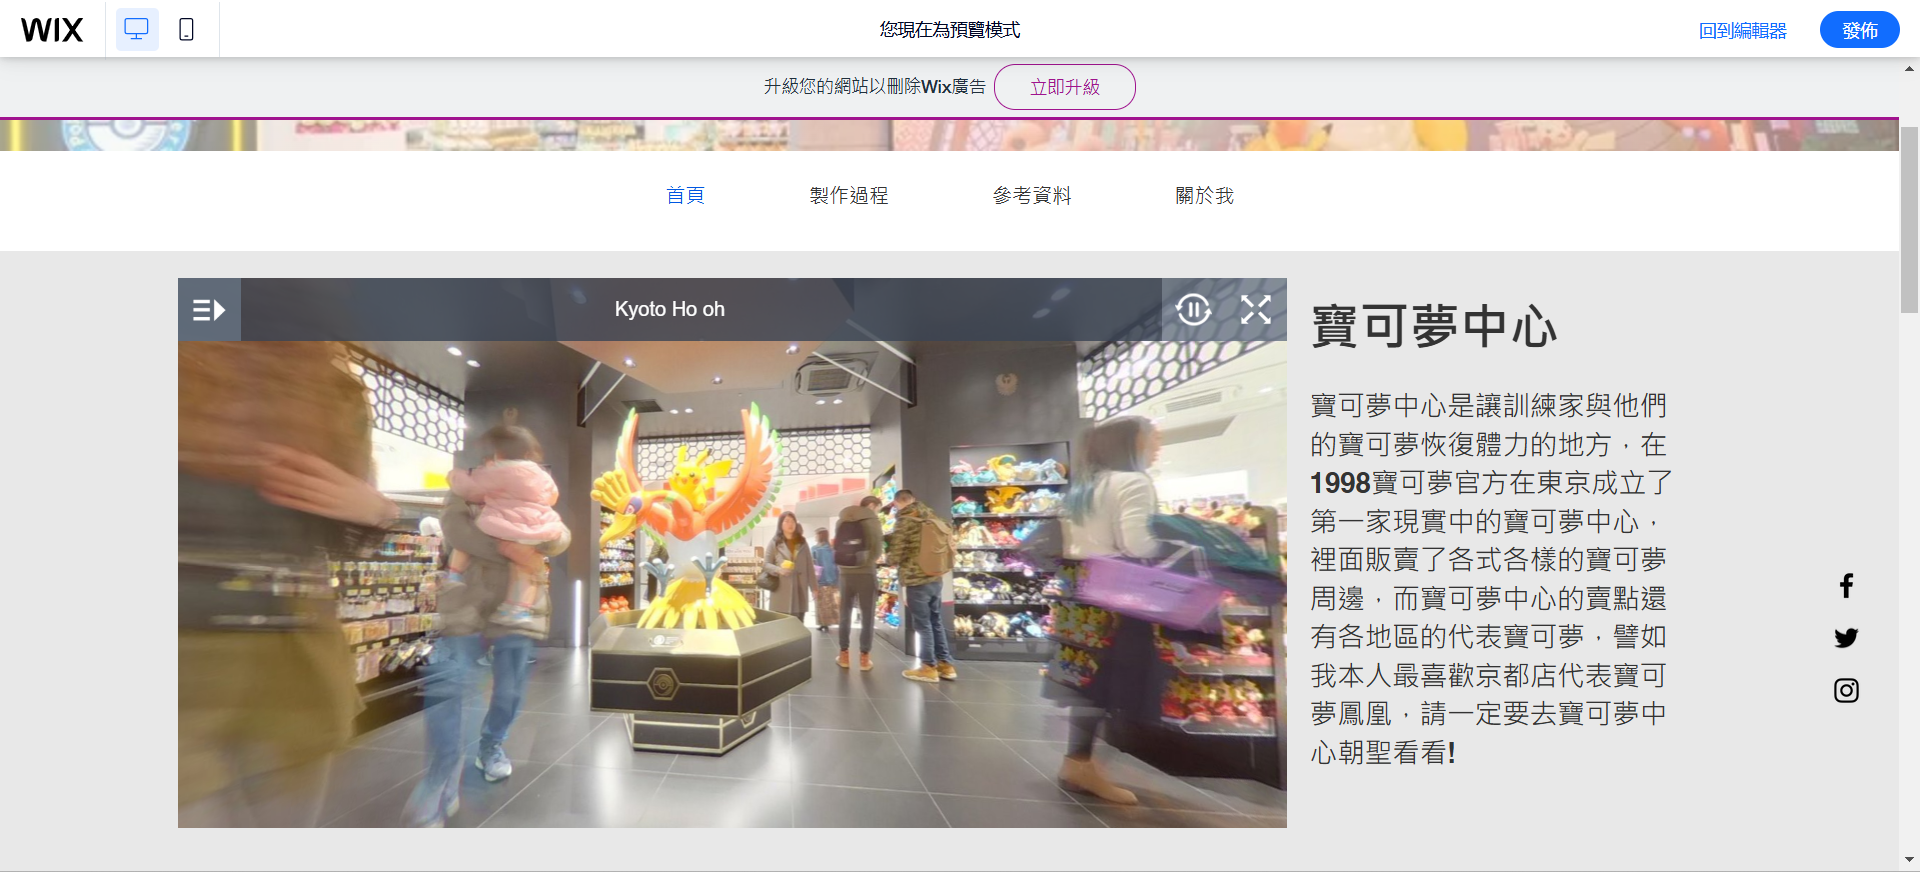 WIX
您現在為預覽模式
回到編輯器
發佈
升級您的網站以刪除Wix廣告
立即升級
首頁
製作過程
參考資料
關於我
Kyoto Ho oh
寶可夢中心
寶可夢中心是讓訓練家與他們
的寶可夢恢復體力的地方，在
1998寶可夢官方在東京成立了
第一家現實中的寶可夢中心，
裡面販賣了各式各樣的寶可夢
周邊，而寶可夢中心的賣點還
有各地區的代表寶可夢，譬如
我本人最喜歡京都店代表寶可
夢鳳凰，請一定要去寶可夢中
心朝聖看看!